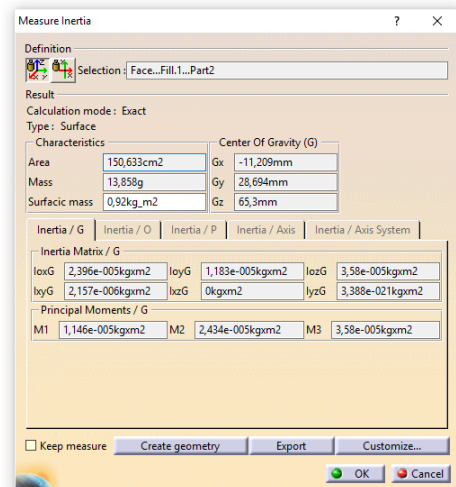 Measure Inertia ? ×
Definition
Selection : Face...Fill.1...Part2
Result
Calculation mode : Exact
Type : Surface
Characteristics Center Of Gravity (G)
Area 150,633cm2 Gx -11,209mm
Mass 13,858g Gy 28,694mm
Surfacic mass 0,92kg_m2 Gz 65,3mm
Inertia / G Inertia / O Inertia / P Inertia / Axis Inertia / Axis System
Inertia Matrix / G
IoxG 2,396e-005kgxm2 IoyG 1,183e-005kgxm2 IozG 3,58e-005kgxm2
IxyG 2,157e-006kgxm2 IxzG 0kgxm2 IyzG 3,388e-021kgxm2
Principal Moments / G
M1 1,146e-005kgxm2 M2 2,434e-005kgxm2 M3 3,58e-005kgxm2
Keep measure Create geometry Export Customize...
OK Cancel